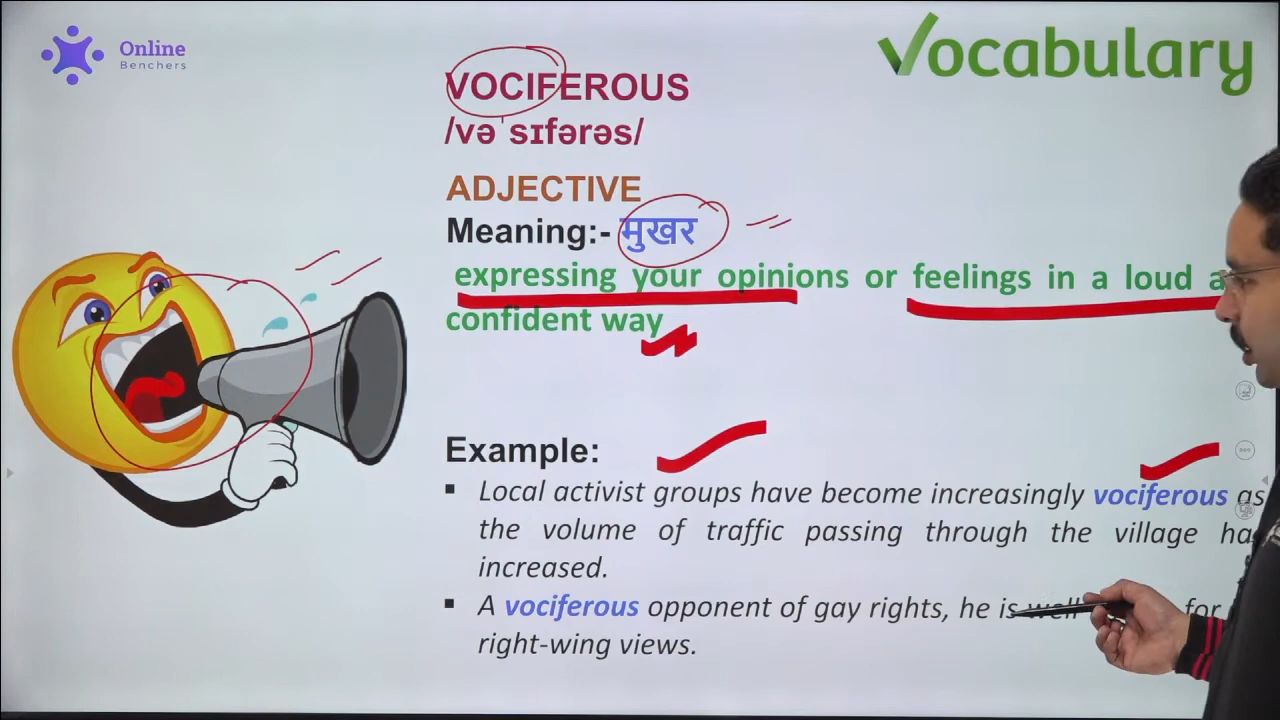 Online
Benchers
Vocabulary
VOCIFEROUS
/vəˈsɪfərəs/
ADJECTIVE
Meaning:- मुखर
expressing your opinions or feelings in a loud
confident way
Example:
Local activist groups have become increasingly vociferous as
the volume of traffic passing through the village
increased.
A vociferous opponent of gay rights, he is well for
right-wing views.